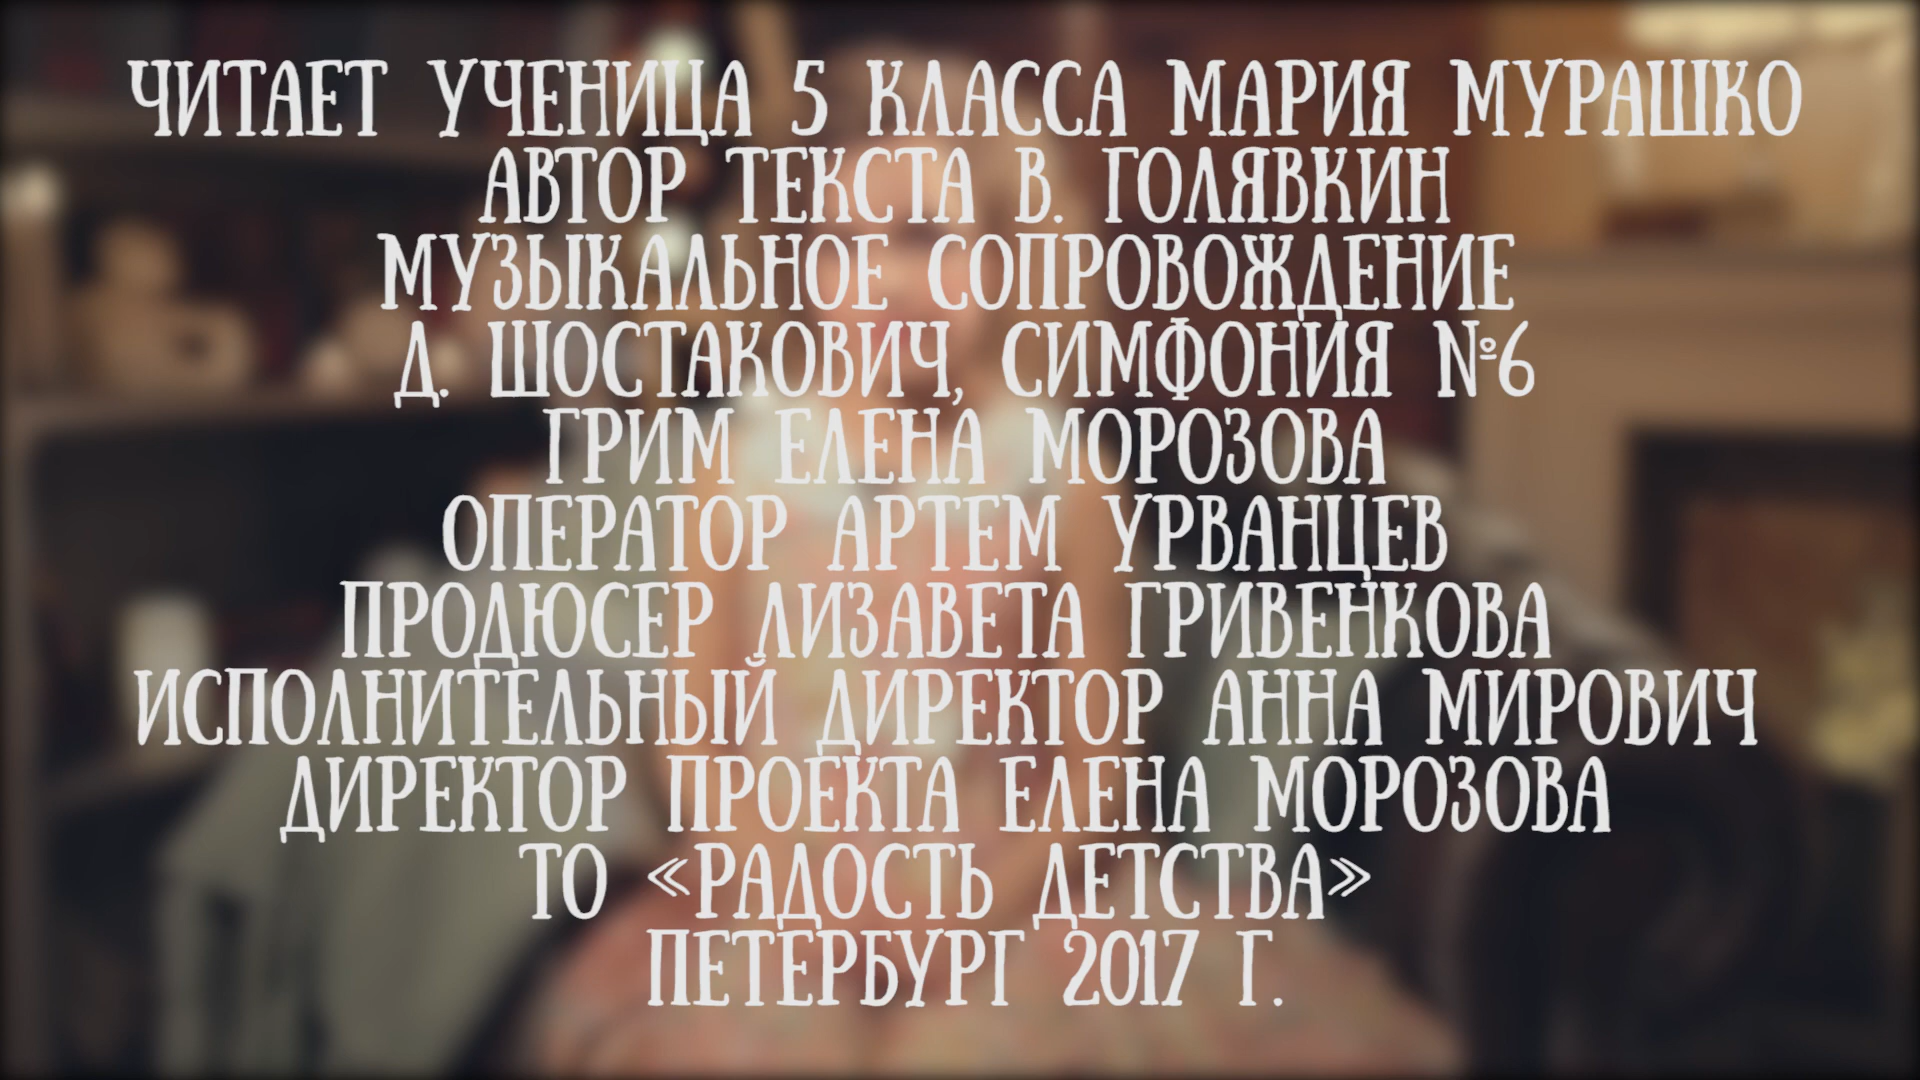 ЧИТАЕТ УЧЕНИЦА 5 КЛАССА МАРИЯ МУРАШКО
АВТОР ТЕКСТА В. ГОЛЯВКИН
МУЗЫКАЛЬНОЕ СОПРОВОЖДЕНИЕ
Д. ШОСТАКОВИЧ, СИМФОНИЯ №6
ГРИМ ЕЛЕНА МОРОЗОВА
ОПЕРАТОР АРТЕМ УРВАНЦЕВ
ПРОДЮСЕР ЛИЗАВЕТА ГРИВЕНКОВА
ИСПОЛНИТЕЛЬНЫЙ ДИРЕКТОР АННА МИРОВИЧ
ДИРЕКТОР ПРОЕКТА ЕЛЕНА МОРОЗОВА
ТО «РАДОСТЬ ДЕТСТВА»
ПЕТЕРБУРГ 2017 Г.